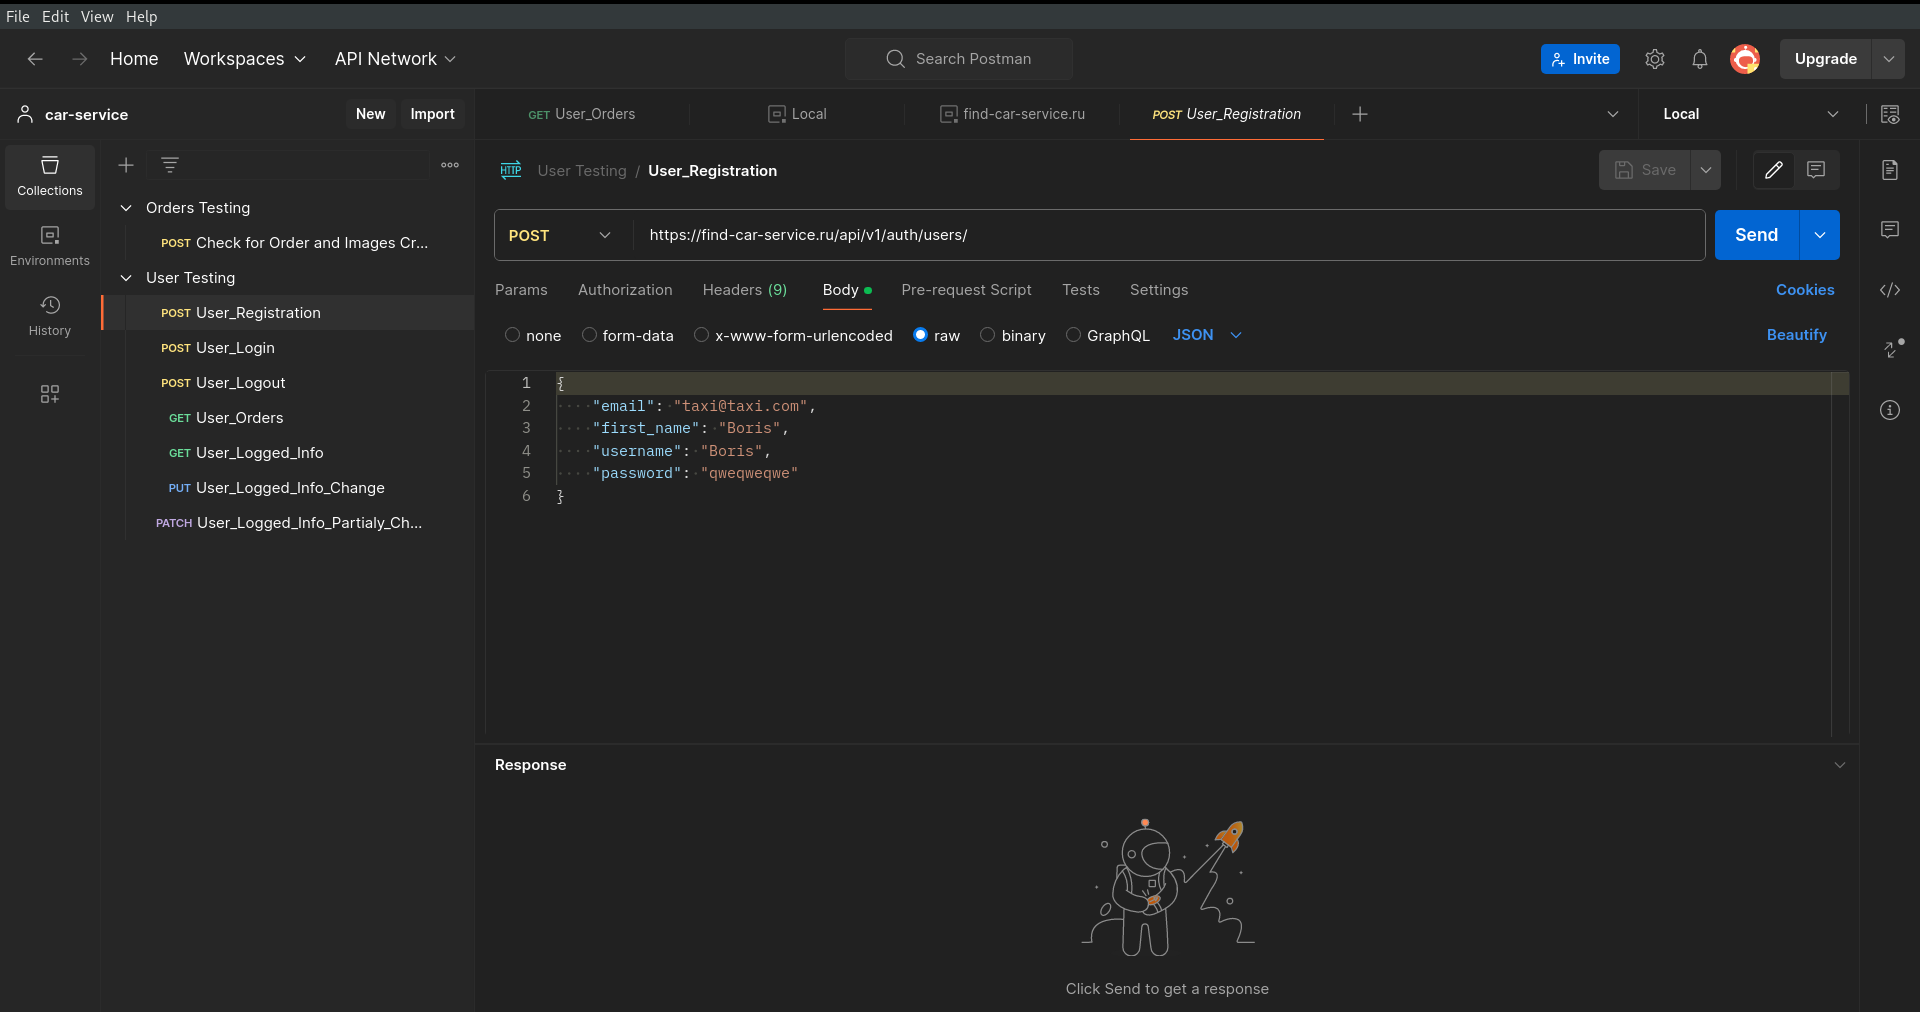 File Edit View Help
Home Workspaces API Network Search Postman Invite Upgrade
car-service New Import
GET User_Orders Local find-car-service.ru POST User_Registration Local
Collections
Environments
History
Orders Testing
POST Check for Order and Images Cr...
User Testing
POST User_Registration
POST User_Login
POST User_Logout
GET User_Orders
GET User_Logged_Info
PUT User_Logged_Info_Change
PATCH User_Logged_Info_Partialy_Ch...
HTTP User Testing / User_Registration Save
POST https://find-car-service.ru/api/v1/auth/users/ Send
Params Authorization Headers (9) Body Pre-request Script Tests Settings Cookies
none form-data x-www-form-urlencoded raw binary GraphQL JSON Beautify
1 {
2 "email": "taxi@taxi.com",
3 "first_name": "Boris",
4 "username": "Boris",
5 "password": "qweqweqwe"
6 }
Response
Click Send to get a response